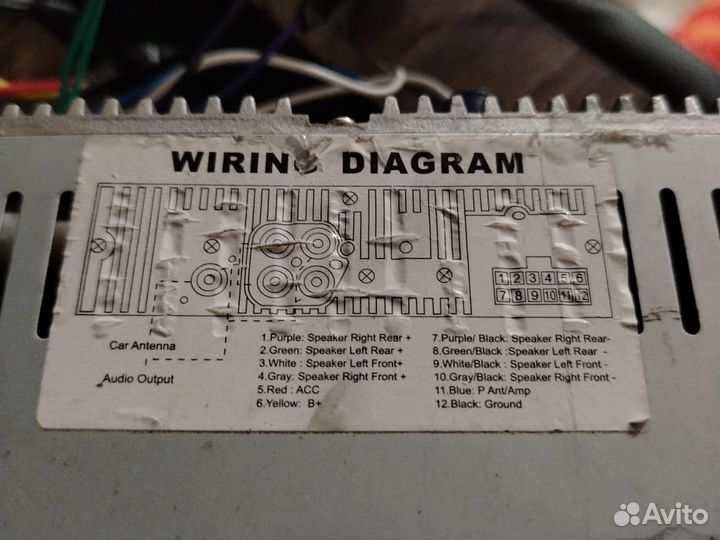 WIRING DIAGRAM
1 2 3 4 5 6
7 8 9 10 11 12
Car Antenna
Audio Output
1.Purple: Speaker Right Rear +
2.Green: Speaker Left Rear +
3.White : Speaker Left Front+
4.Gray: Speaker Right Front +
5.Red : ACC
6.Yellow: B+
7.Purple/ Black: Speaker Right Rear-
8.Green/Black :Speaker Left Rear -
9.White/Black: Speaker Left Front -
10.Gray/Black: Speaker Right Front -
11.Blue: P Ant/Amp
12.Black: Ground
Avito